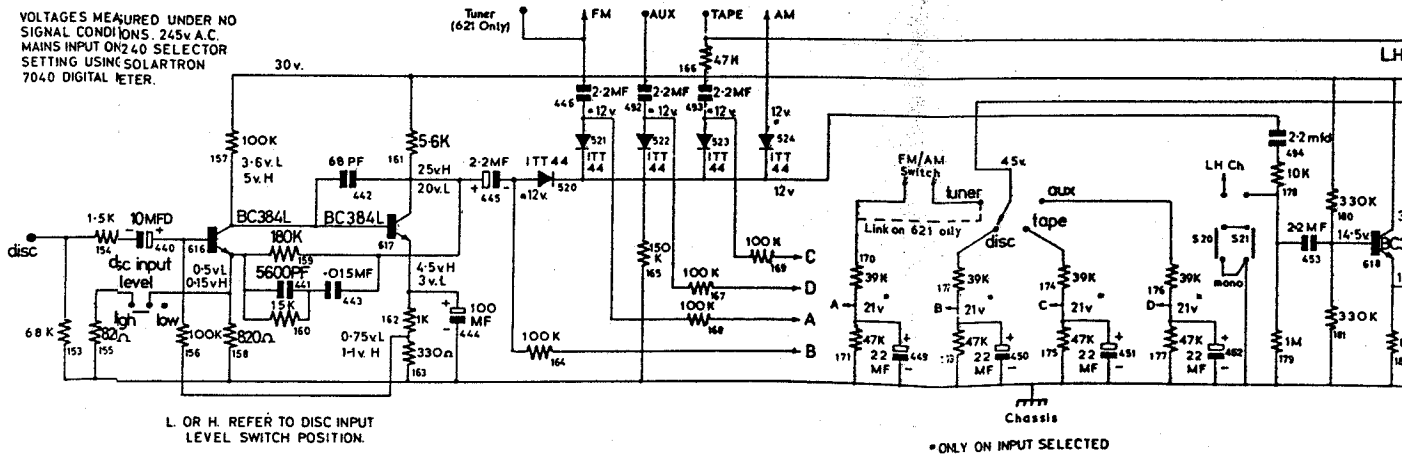 VOLTAGES MEASURED UNDER NO
SIGNAL CONDITIONS. 245v A.C.
MAINS INPUT ON 240 SELECTOR
SETTING USING SOLARTRON
7040 DIGITAL METER.
Tuner
(621 Only)
FM
AUX
TAPE
AM
LH
166
47K
30v.
2·2MF
446
2·2MF
492
2·2MF
493
*12v.
*12v.
*12v.
12v.
521
ITT
44
522
ITT
44
523
ITT
44
524
ITT
44
157
100K
3·6v.L
5v.H
161
5·6K
25v.H
20v.L
68PF
442
2·2MF
+
-
445
ITT 44
520
*12v.
12v
45v.
FM/AM
Switch
tuner
Link on 621 only
disc
tape
aux
2·2mfd
494
10K
178
LH Ch
330K
180
disc
1·5K
154
10MFD
-
+
440
BC384L
616
BC384L
617
180K
159
5600PF
441
·015MF
443
15K
160
disc input
level
high
low
0·5v.L
0·15v.H
4·5v.H
3v.L
100
MF
444
+
-
162
1K
0·75v.L
1·1v. H
330Ω
163
68K
153
82Ω
155
100K
156
820Ω
158
150
K
165
100K
169
C
100K
167
D
100K
168
A
100K
164
B
170
39K
A
21v
47K
171
22
MF
449
39K
B
21v
47K
22
MF
450
39K
174
C
21v
47K
175
22
MF
451
39K
176
D
21v
47K
177
22
MF
S20
S21
mono
2·2MF
453
14·5v.
618
1M
179
330K
181
Chassis
L. OR H. REFER TO DISC INPUT
LEVEL SWITCH POSITION.
*ONLY ON INPUT SELECTED